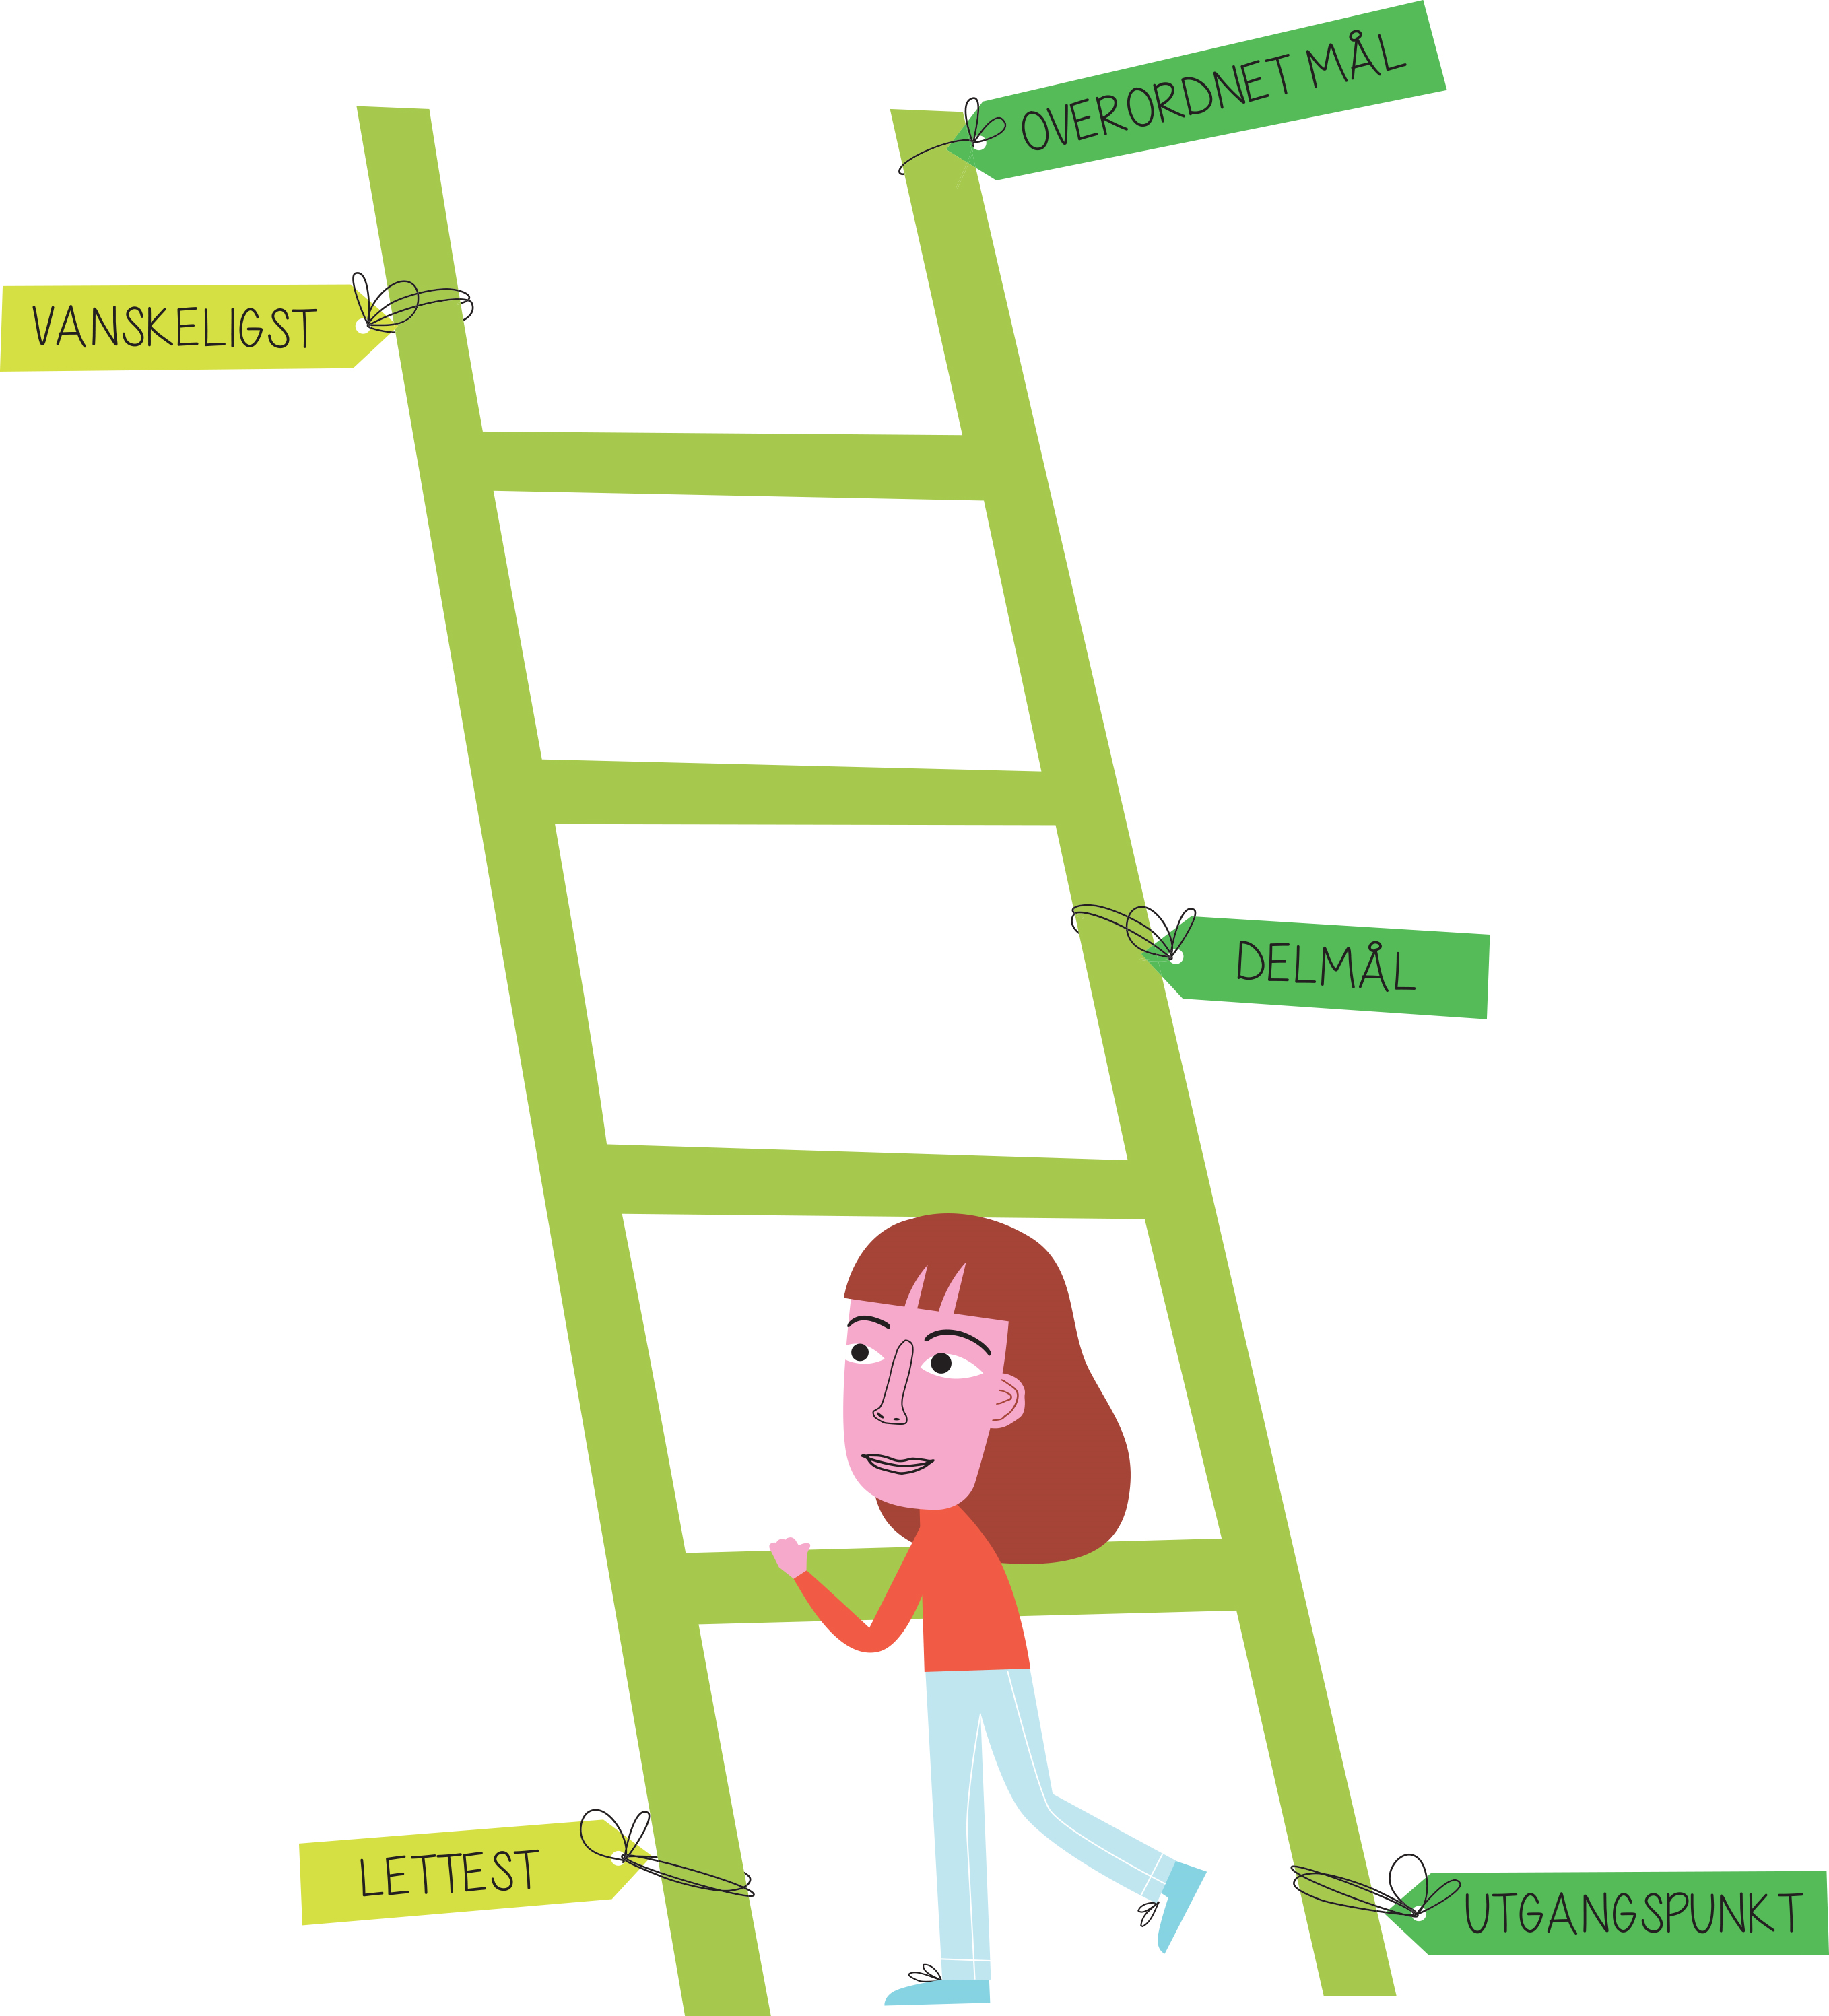 OVERORDNET MÅL
VANSKELIGST
DELMÅL
LETTEST
UTGANGSPUNKT